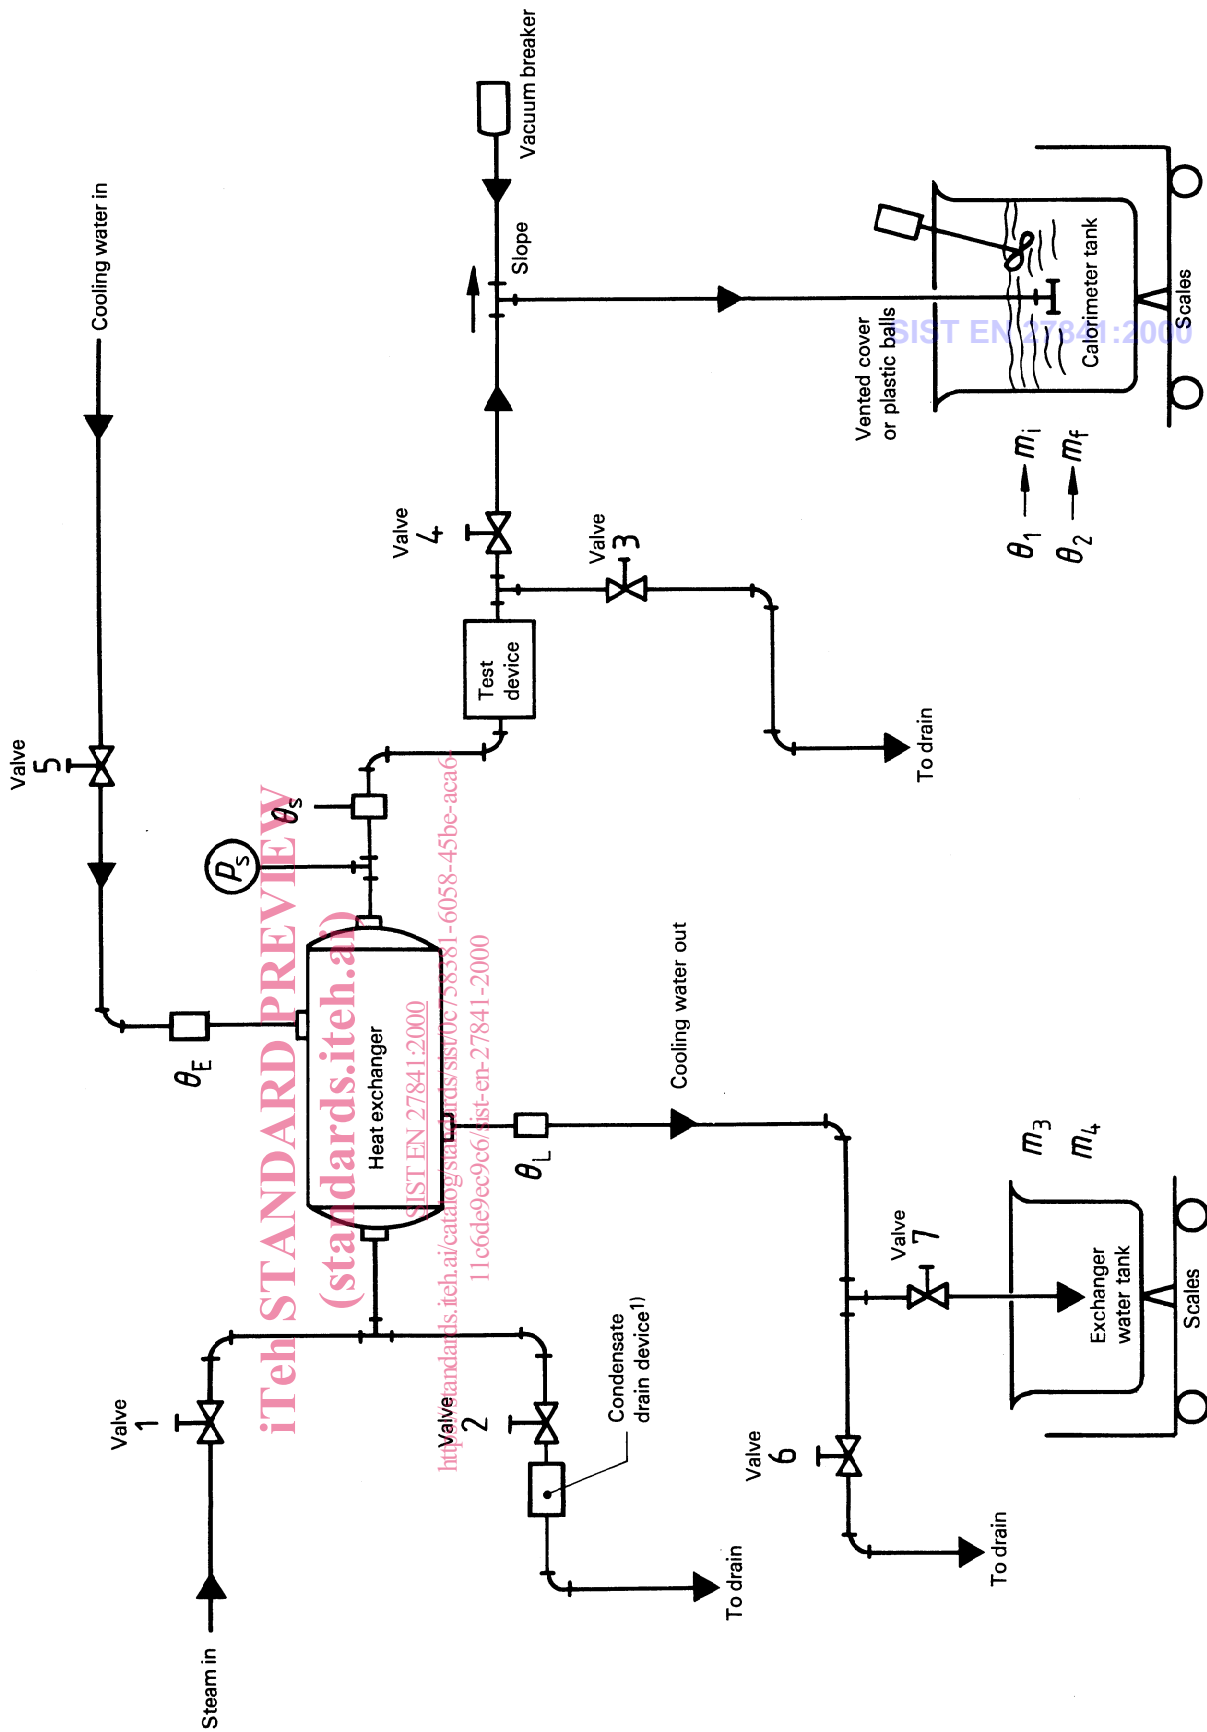 Steam in
Valve
1
Valve
2
Condensate
drain device1)
To drain
Heat exchanger
θE
Valve
5
Cooling water in
Ps
θs
Test
device
Valve
4
Valve
3
To drain
Slope
Vacuum breaker
Vented cover
or plastic balls
Calorimeter tank
Scales
θ1 → mi
θ2 → mf
θL
Cooling water out
Valve
6
To drain
Valve
7
Exchanger
water tank
Scales
m3
m4
iTeh STANDARD PREVIEW
(standards.iteh.ai)
SIST EN 27841:2000
https://standards.iteh.ai/catalog/standards/sist/0c758381-6058-45be-aca6-
11c6de9ec9c6/sist-en-27841-2000
SIST EN 27841:2000